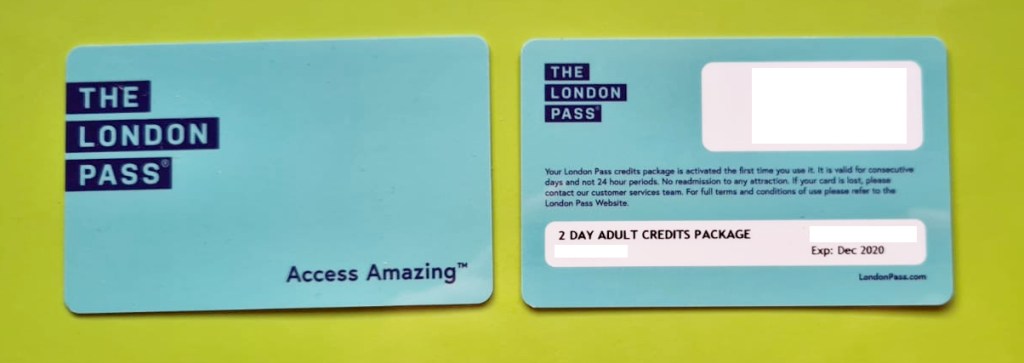 THE
LONDON
PASS®
Access Amazing™
THE
LONDON
PASS®
Your London Pass credits package is activated the first time you use it. It is valid for consecutive
days and not 24 hour periods. No readmission to any attraction. If your card is lost, please
contact our customer services team. For full terms and conditions of use please refer to the
London Pass Website.
2 DAY ADULT CREDITS PACKAGE
Exp: Dec 2020
LondonPass.com